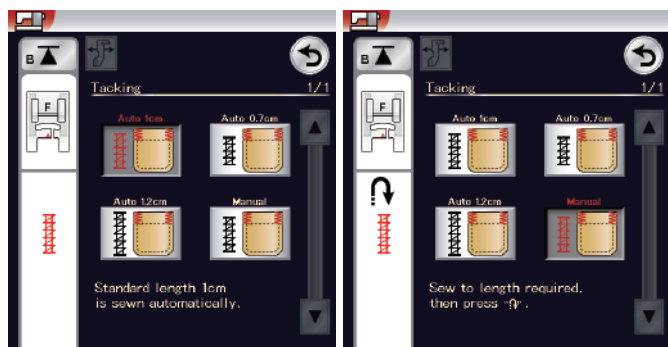 B
F
Tacking 1/1
Auto 1cm Auto 0.7cm
Auto 1.2cm Manual
Standard length 1cm
is sewn automatically.
B
F
Tacking 1/1
Auto 1cm Auto 0.7cm
Auto 1.2cm Manual
Sew to length required,
then press " ".